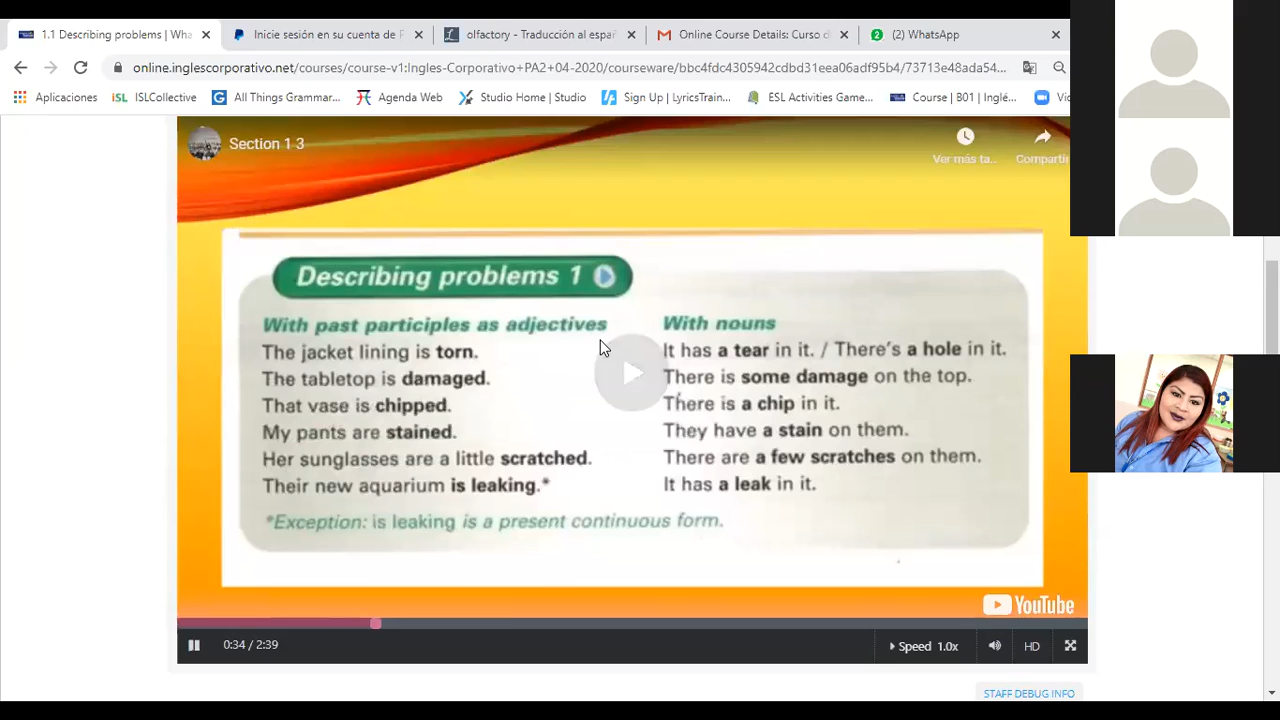 1.1 Describing problems | Wha
Inicie sesión en su cuenta de P
olfactory - Traducción al españ
Online Course Details: Curso d
(2) WhatsApp
online.inglescorporativo.net/courses/course-v1:Ingles-Corporativo+PA2+04-2020/courseware/bbc4fdc4305942cdbd31eea06adf95b4/73713e48ada54...
Aplicaciones
iSL ISLCollective
All Things Grammar...
Agenda Web
Studio Home | Studio
Sign Up | LyricsTrain...
ESL Activities Game...
Course | B01 | Inglé...
Section 1 3
Ver más ta...
Compartir
Describing problems 1
With past participles as adjectives
The jacket lining is torn.
The tabletop is damaged.
That vase is chipped.
My pants are stained.
Her sunglasses are a little scratched.
Their new aquarium is leaking.*
With nouns
It has a tear in it. / There's a hole in it.
There is some damage on the top.
There is a chip in it.
They have a stain on them.
There are a few scratches on them.
It has a leak in it.
*Exception: is leaking is a present continuous form.
YouTube
0:34 / 2:39
Speed 1.0x
HD
STAFF DEBUG INFO